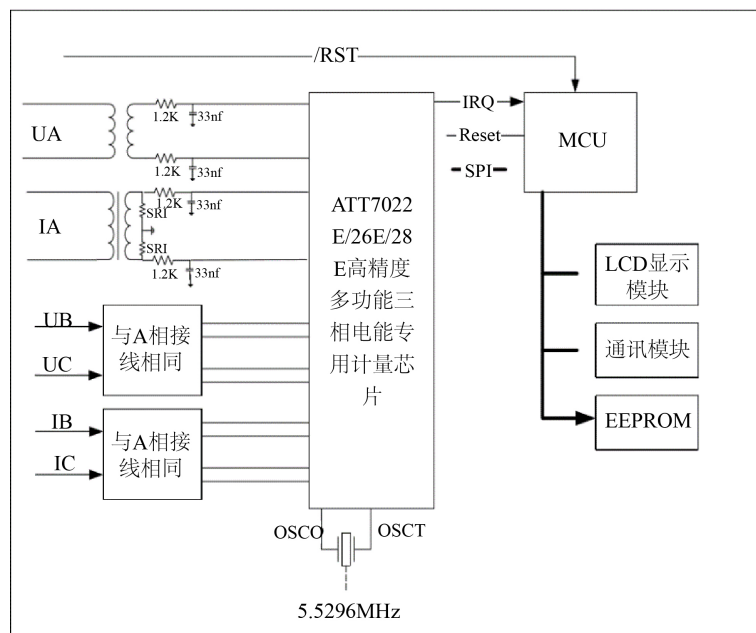 /RST
UA
1.2K
33nf
1.2K
33nf
IA
1.2K
33nf
SRI
SRI
1.2K
33nf
UB
UC
与A相接
线相同
IB
IC
与A相接
线相同
ATT7022
E/26E/28
E高精度
多功能三
相电能专
用计量芯
片
IRQ
Reset
SPI
MCU
LCD显示
模块
通讯模块
EEPROM
OSCO
OSCT
5.5296MHz